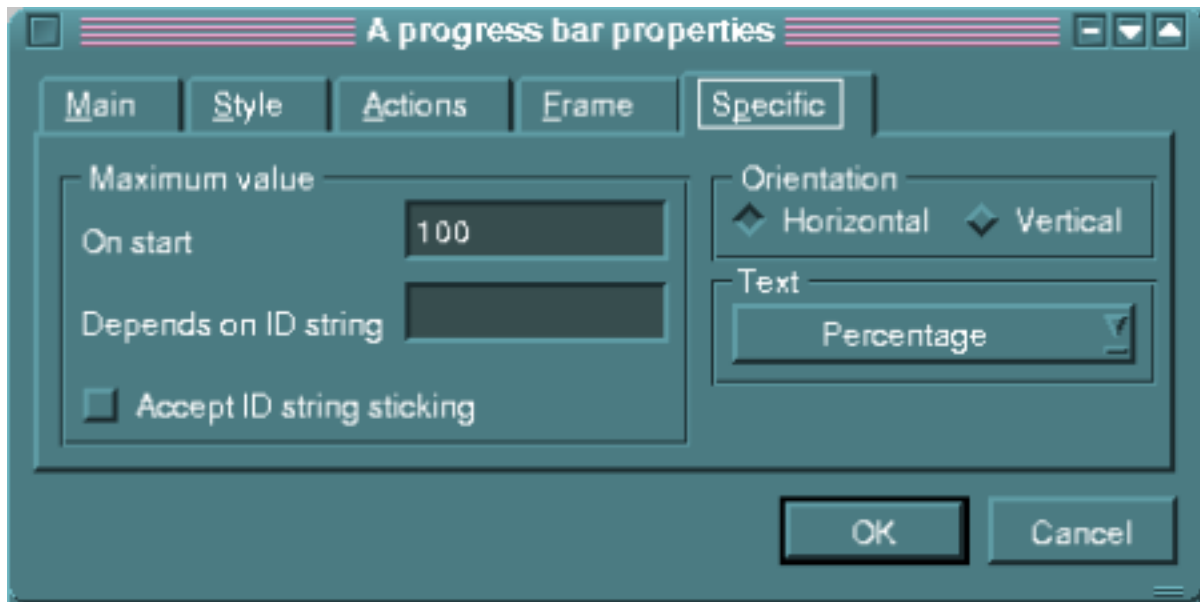 A progress bar properties
Main Style Actions Frame Specific
Maximum value
On start 100
Depends on ID string
Accept ID string sticking
Orientation
Horizontal Vertical
Text
Percentage
OK Cancel